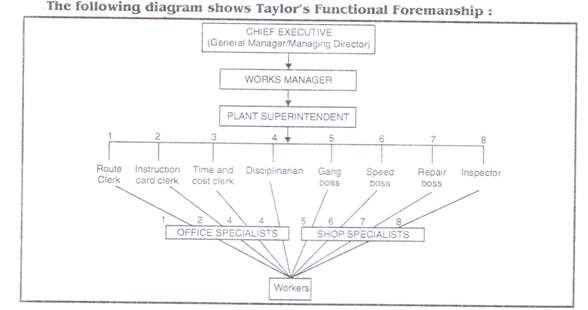 The following diagram shows Taylor's Functional Foremanship :
CHIEF EXECUTIVE
(General Manager/Managing Director)
WORKS MANAGER
PLANT SUPERINTENDENT
1 2 3 4 5 6 7 8
Route Clerk
Instruction card clerk
Time and cost clerk
Disciplinarian
Gang boss
Speed boss
Repair boss
Inspector
1 2 4 4 5 6 7 8
OFFICE SPECIALISTS
SHOP SPECIALISTS
Workers